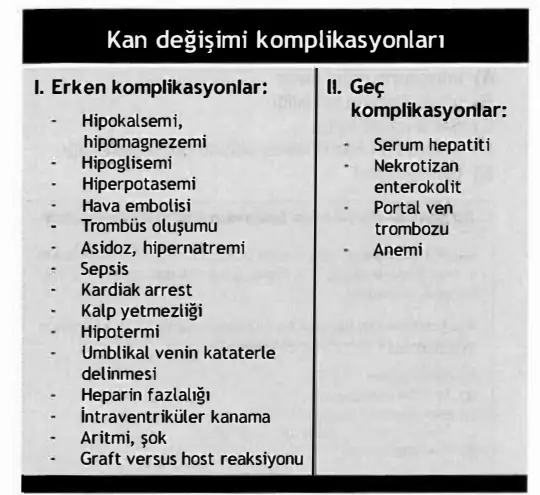 Kan değişimi komplikasyonları
I. Erken komplikasyonlar:
- Hipokalsemi,
hipomagnezemi
- Hipoglisemi
- Hiperpotasemi
- Hava embolisi
- Trombüs oluşumu
- Asidoz, hipernatremi
- Sepsis
- Kardiak arrest
- Kalp yetmezliği
- Hipotermi
- Umblikal venin kataterle
delinmesi
- Heparin fazlalığı
- İntraventriküler kanama
- Aritmi, şok
- Graft versus host reaksiyonu
II. Geç
komplikasyonlar:
- Serum hepatiti
- Nekrotizan
enterokolit
- Portal ven
trombozu
- Anemi